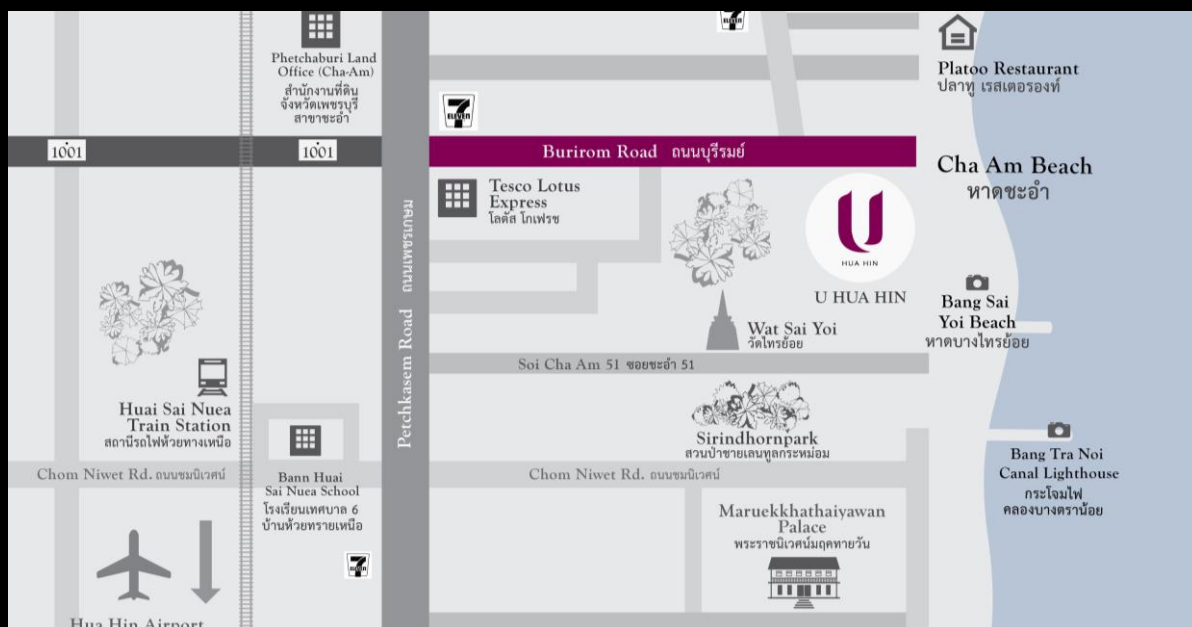 7
ELEVEN
Phetchaburi Land
Office (Cha-Am)
สำนักงานที่ดิน
จังหวัดเพชรบุรี
สาขาชะอำ
Platoo Restaurant
ปลาทู เรสเตอรองท์
7
ELEVEN
1001
1001
Burirom Road ถนนบุรีรมย์
Cha Am Beach
หาดชะอำ
Tesco Lotus
Express
โลตัส โกเฟรช
Petchkasem Road ถนนเพชรเกษม
U
HUA HIN
U HUA HIN
Bang Sai
Yoi Beach
หาดบางไทรย้อย
Wat Sai Yoi
วัดไทรย้อย
Soi Cha Am 51 ซอยชะอำ 51
Huai Sai Nuea
Train Station
สถานีรถไฟห้วยทางเหนือ
Sirindhornpark
สวนป่าชายเลนทูลกระหม่อม
Bang Tra Noi
Canal Lighthouse
กระโจมไฟ
คลองบางตราน้อย
Chom Niwet Rd. ถนนชมนิเวศน์
Bann Huai
Sai Nuea School
โรงเรียนเทศบาล 6
บ้านห้วยทรายเหนือ
Chom Niwet Rd. ถนนชมนิเวศน์
Maruekkhathaiyawan
Palace
พระราชนิเวศน์มฤคทายวัน
7
ELEVEN
Hua Hin Airport